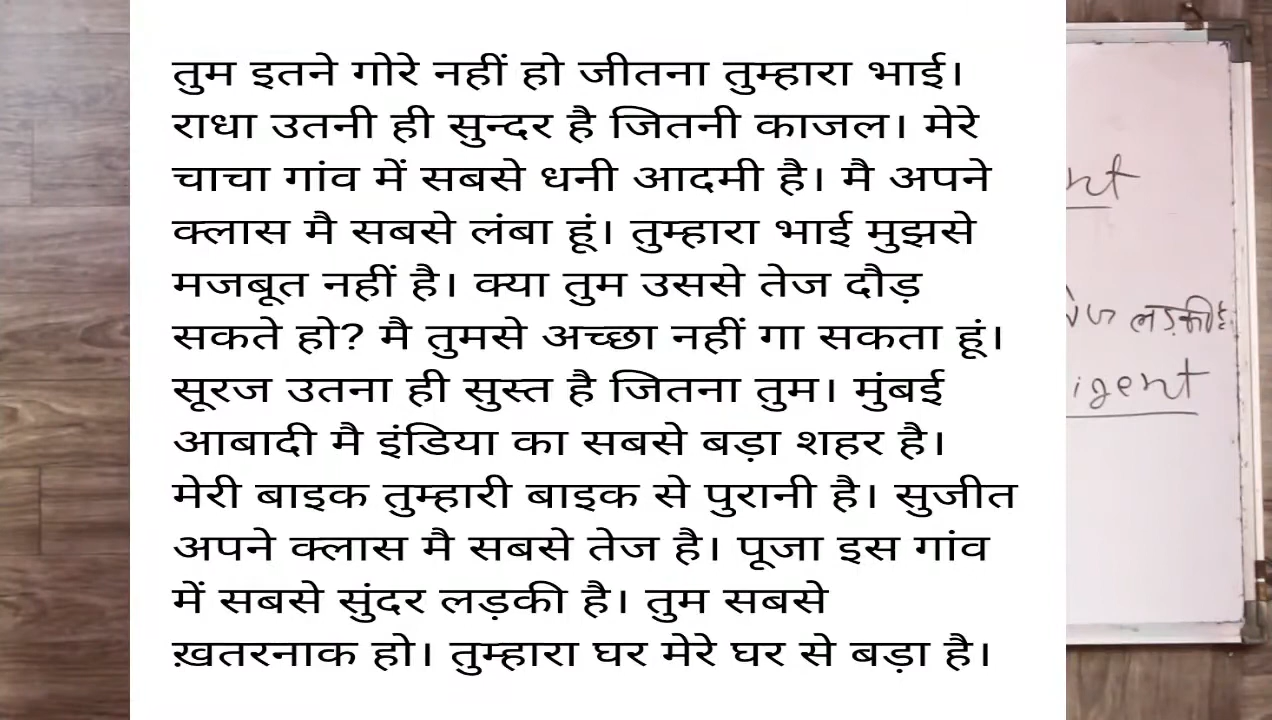 तुम इतने गोरे नहीं हो जीतना तुम्हारा भाई।
राधा उतनी ही सुन्दर है जितनी काजल। मेरे
चाचा गांव में सबसे धनी आदमी है। मै अपने
क्लास मै सबसे लंबा हूं। तुम्हारा भाई मुझसे
मजबूत नहीं है। क्या तुम उससे तेज दौड़
सकते हो? मै तुमसे अच्छा नहीं गा सकता हूं।
सूरज उतना ही सुस्त है जितना तुम। मुंबई
आबादी मै इंडिया का सबसे बड़ा शहर है।
मेरी बाइक तुम्हारी बाइक से पुरानी है। सुजीत
अपने क्लास मै सबसे तेज है। पूजा इस गांव
में सबसे सुंदर लड़की है। तुम सबसे
ख़तरनाक हो। तुम्हारा घर मेरे घर से बड़ा है।
nt
लड़की है
igent